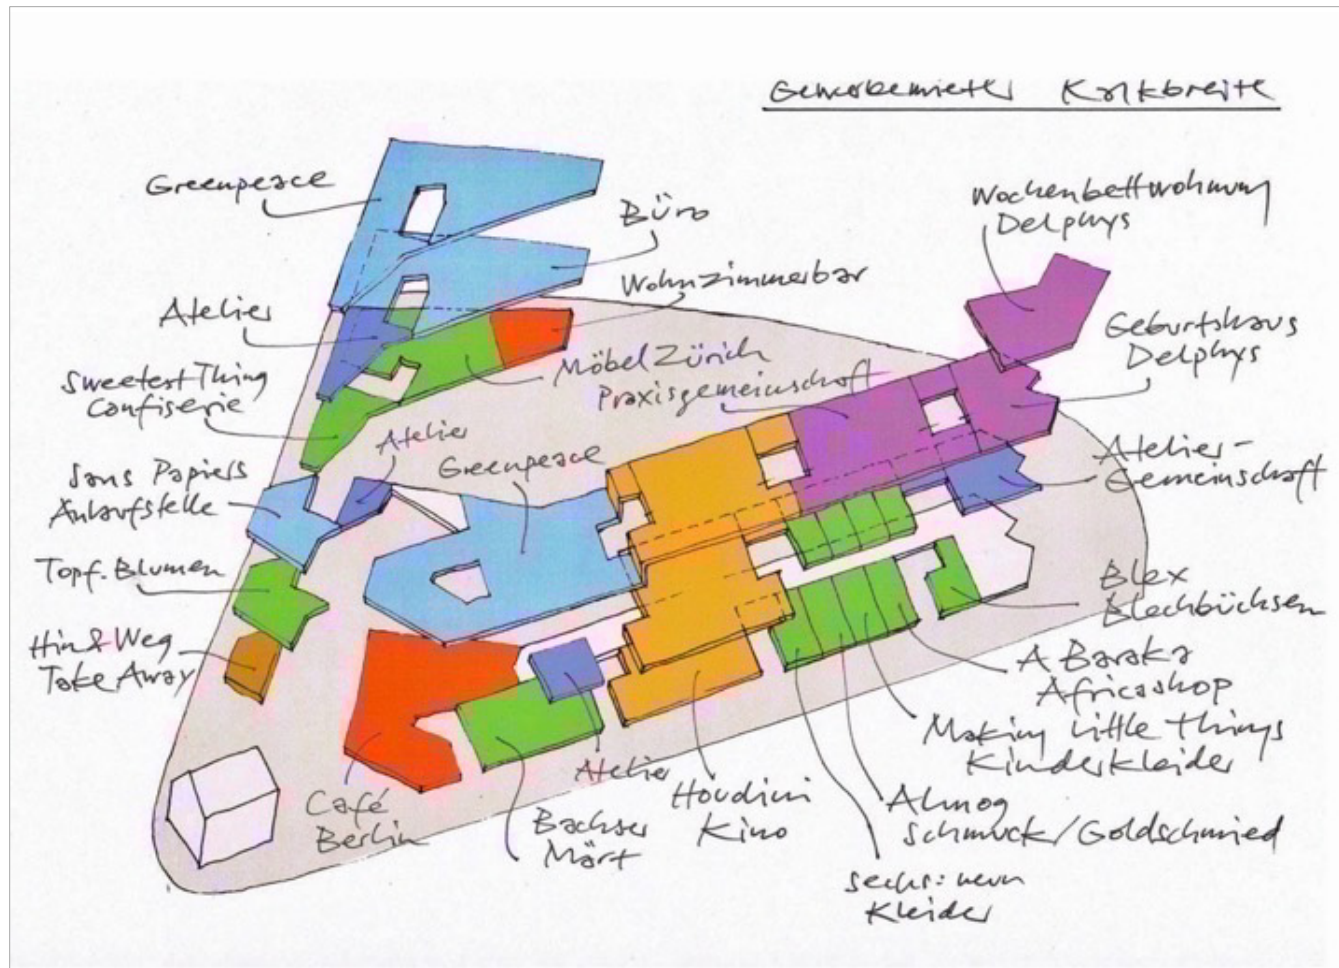 Gewerbemieter Kalkbreite
Greenpeace
Büro
Wochenbettwohnung
Delphys
Wohnzimmerbar
Atelier
Geburtshaus
Delphys
Sweetest Thing
Confiserie
Möbel Zürich
Praxisgemeinschaft
Atelier
Greenpeace
Atelier-
Gemeinschaft
Sans Papiers
Anlaufstelle
Topf. Blumen
Blex
Blechbüchsen
Hin & Weg
Take Away
A Baraka
Africashop
Making Little Things
Kinderkleider
Atelier
Houdini
Kino
Almog
Schmuck/Goldschmied
Café
Berlin
Bachser
Märt
sechs:neun
Kleider